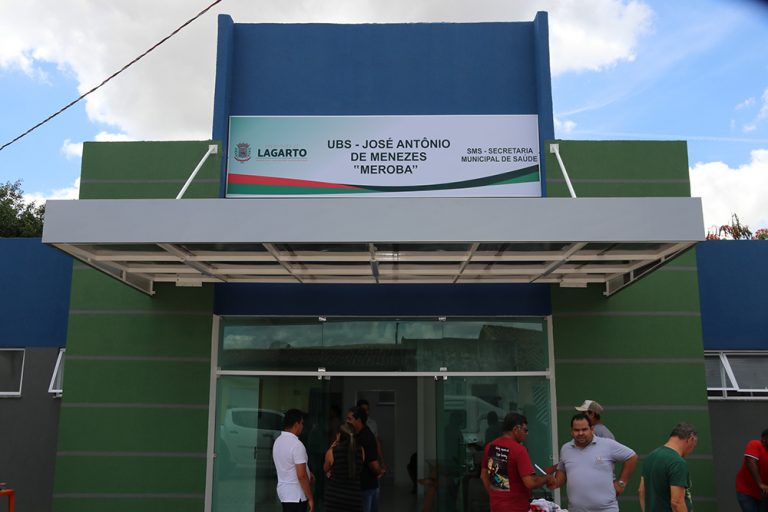 LAGARTO
UBS - JOSÉ ANTÔNIO
DE MENEZES
"MEROBA"
SMS - SECRETARIA
MUNICIPAL DE SAÚDE